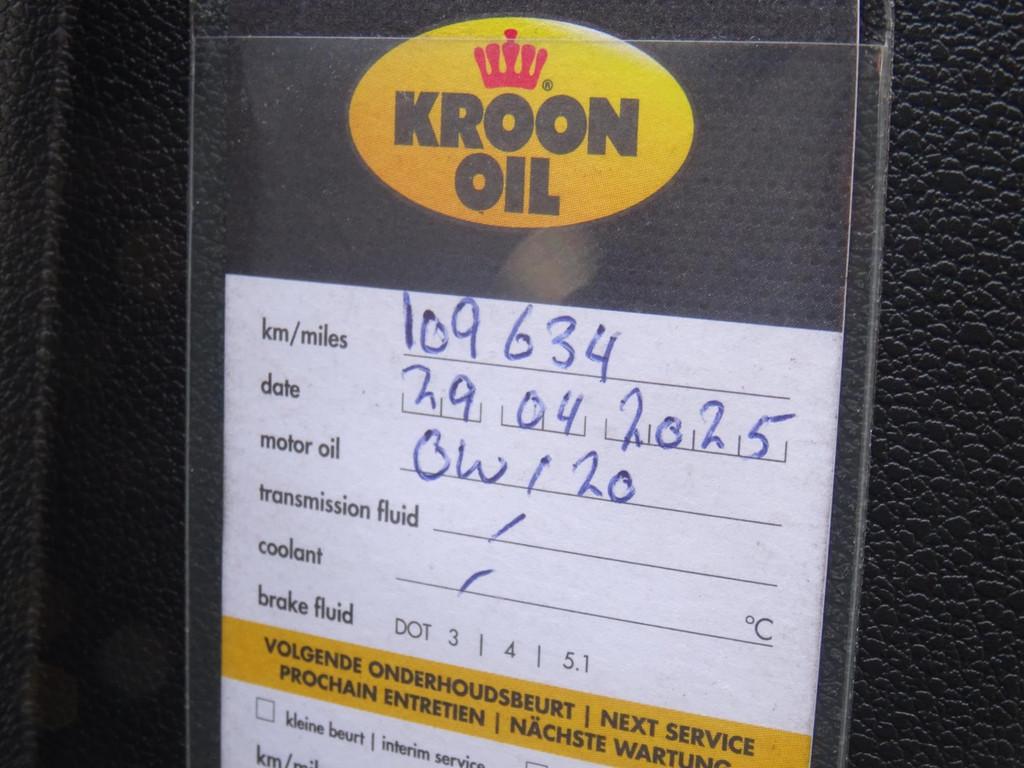 KROON ®
OIL
km/miles 109 634
date 29 04 2025
motor oil 0W / 20
transmission fluid /
coolant / °C
brake fluid DOT 3 | 4 | 5.1
VOLGENDE ONDERHOUDSBEURT | NEXT SERVICE
PROCHAIN ENTRETIEN | NÄCHSTE WARTUNG
kleine beurt | interim service